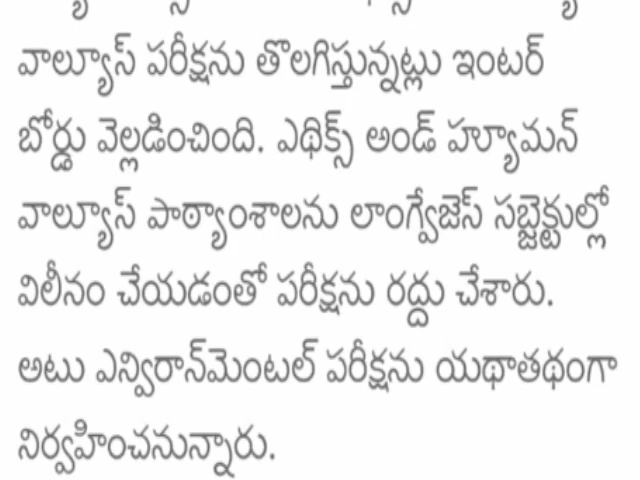 వాల్యూస్ పరీక్షను తొలగిస్తున్నట్లు ఇంటర్
బోర్డు వెల్లడించింది. ఎథిక్స్ అండ్ హ్యూమన్
వాల్యూస్ పాఠ్యాంశాలను లాంగ్వేజెస్ సబ్జెక్టుల్లో
విలీనం చేయడంతో పరీక్షను రద్దు చేశారు.
అటు ఎన్విరాన్‌మెంటల్ పరీక్షను యథాతథంగా
నిర్వహించనున్నారు.